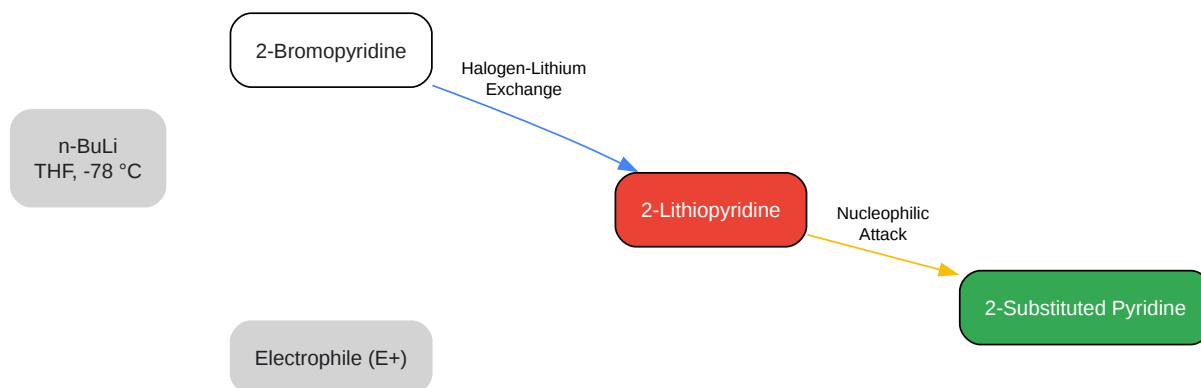 2-Bromopyridine
Halogen-Lithium
Exchange
n-BuLi
THF, -78 °C
2-Lithiopyridine
Nucleophilic
Attack
2-Substituted Pyridine
Electrophile (E+)